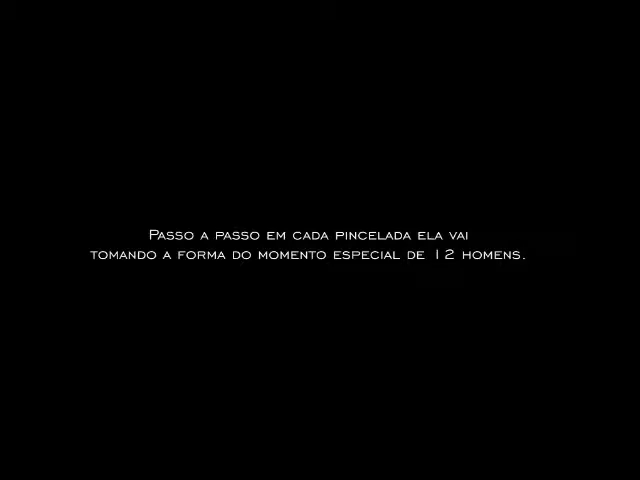 Passo a passo em cada pincelada ela vai
tomando a forma do momento especial de 12 homens.